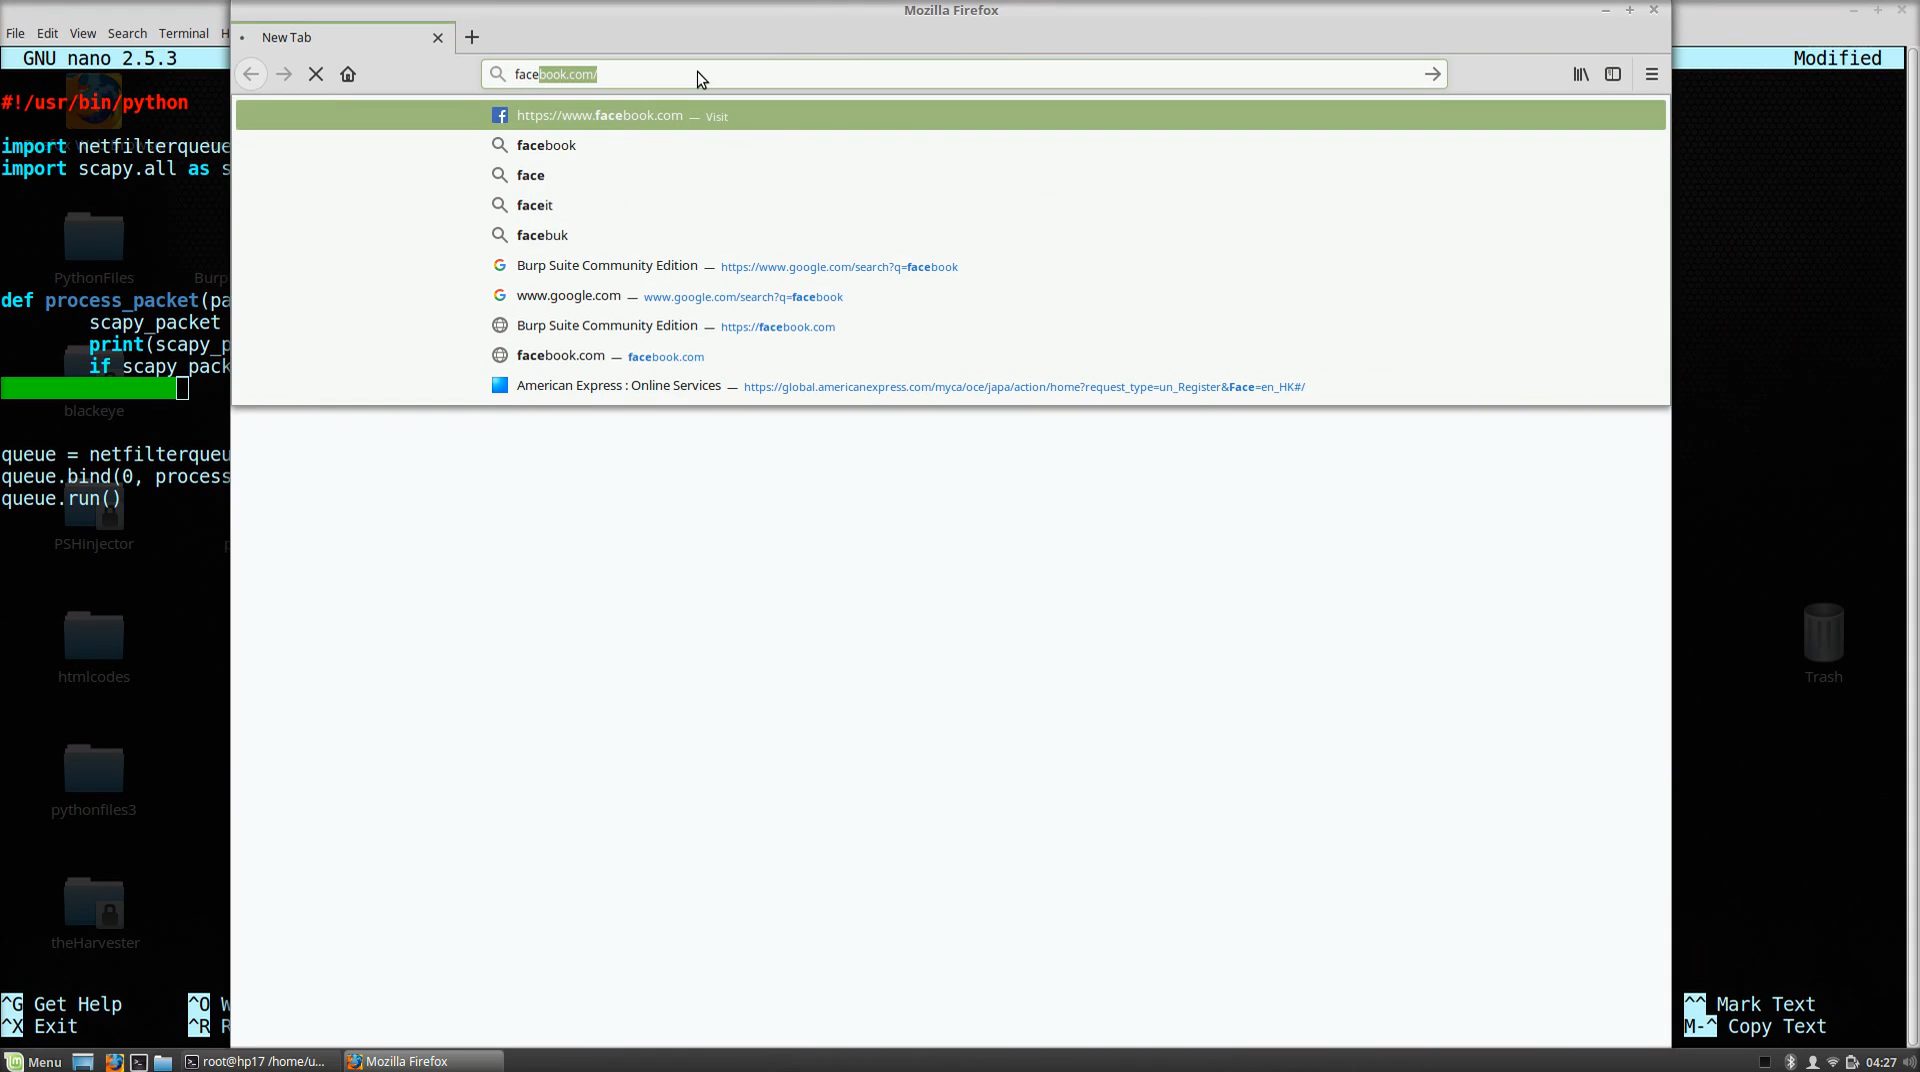 Mozilla Firefox
File Edit View Search Terminal H
New Tab
GNU nano 2.5.3
Modified
facebook.com/
#!/usr/bin/python
https://www.facebook.com — Visit
import netfilterqueue
facebook
import scapy.all as s
face
faceit
facebuk
PythonFIles
Burp
Burp Suite Community Edition — https://www.google.com/search?q=facebook
def process_packet(pa
www.google.com — www.google.com/search?q=facebook
scapy_packet
Burp Suite Community Edition — https://facebook.com
print(scapy_p
facebook.com — facebook.com
if scapy_pack
American Express : Online Services — https://global.americanexpress.com/myca/oce/japa/action/home?request_type=un_Register&Face=en_HK#/
blackeye
queue = netfilterqueu
queue.bind(0, process
queue.run()
PSHInjector
htmlcodes
Trash
pythonfiles3
theHarvester
^G Get Help ^O W
^^ Mark Text
^X Exit ^R R
M-^ Copy Text
Menu
root@hp17 /home/u...
Mozilla Firefox
04:27